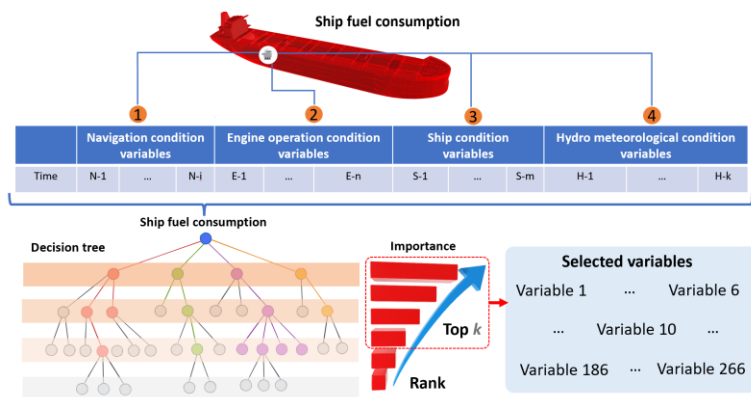 Ship fuel consumption
1
2
3
4
Navigation condition variables
Engine operation condition variables
Ship condition variables
Hydro meteorological condition variables
Time N-1 ... N-i E-1 ... E-n S-1 ... S-m H-1 ... H-k
Ship fuel consumption
Decision tree
Importance
Top k
Rank
Selected variables
Variable 1 ... Variable 6
... Variable 10 ...
Variable 186 ... Variable 266